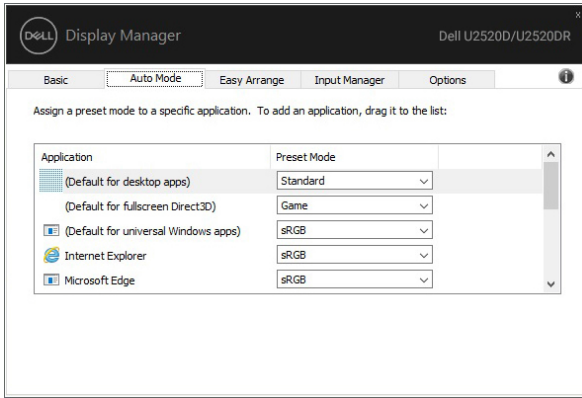 DELL Display Manager Dell U2520D/U2520DR
Basic Auto Mode Easy Arrange Input Manager Options
Assign a preset mode to a specific application. To add an application, drag it to the list:
Application Preset Mode
(Default for desktop apps) Standard
(Default for fullscreen Direct3D) Game
(Default for universal Windows apps) sRGB
Internet Explorer sRGB
Microsoft Edge sRGB